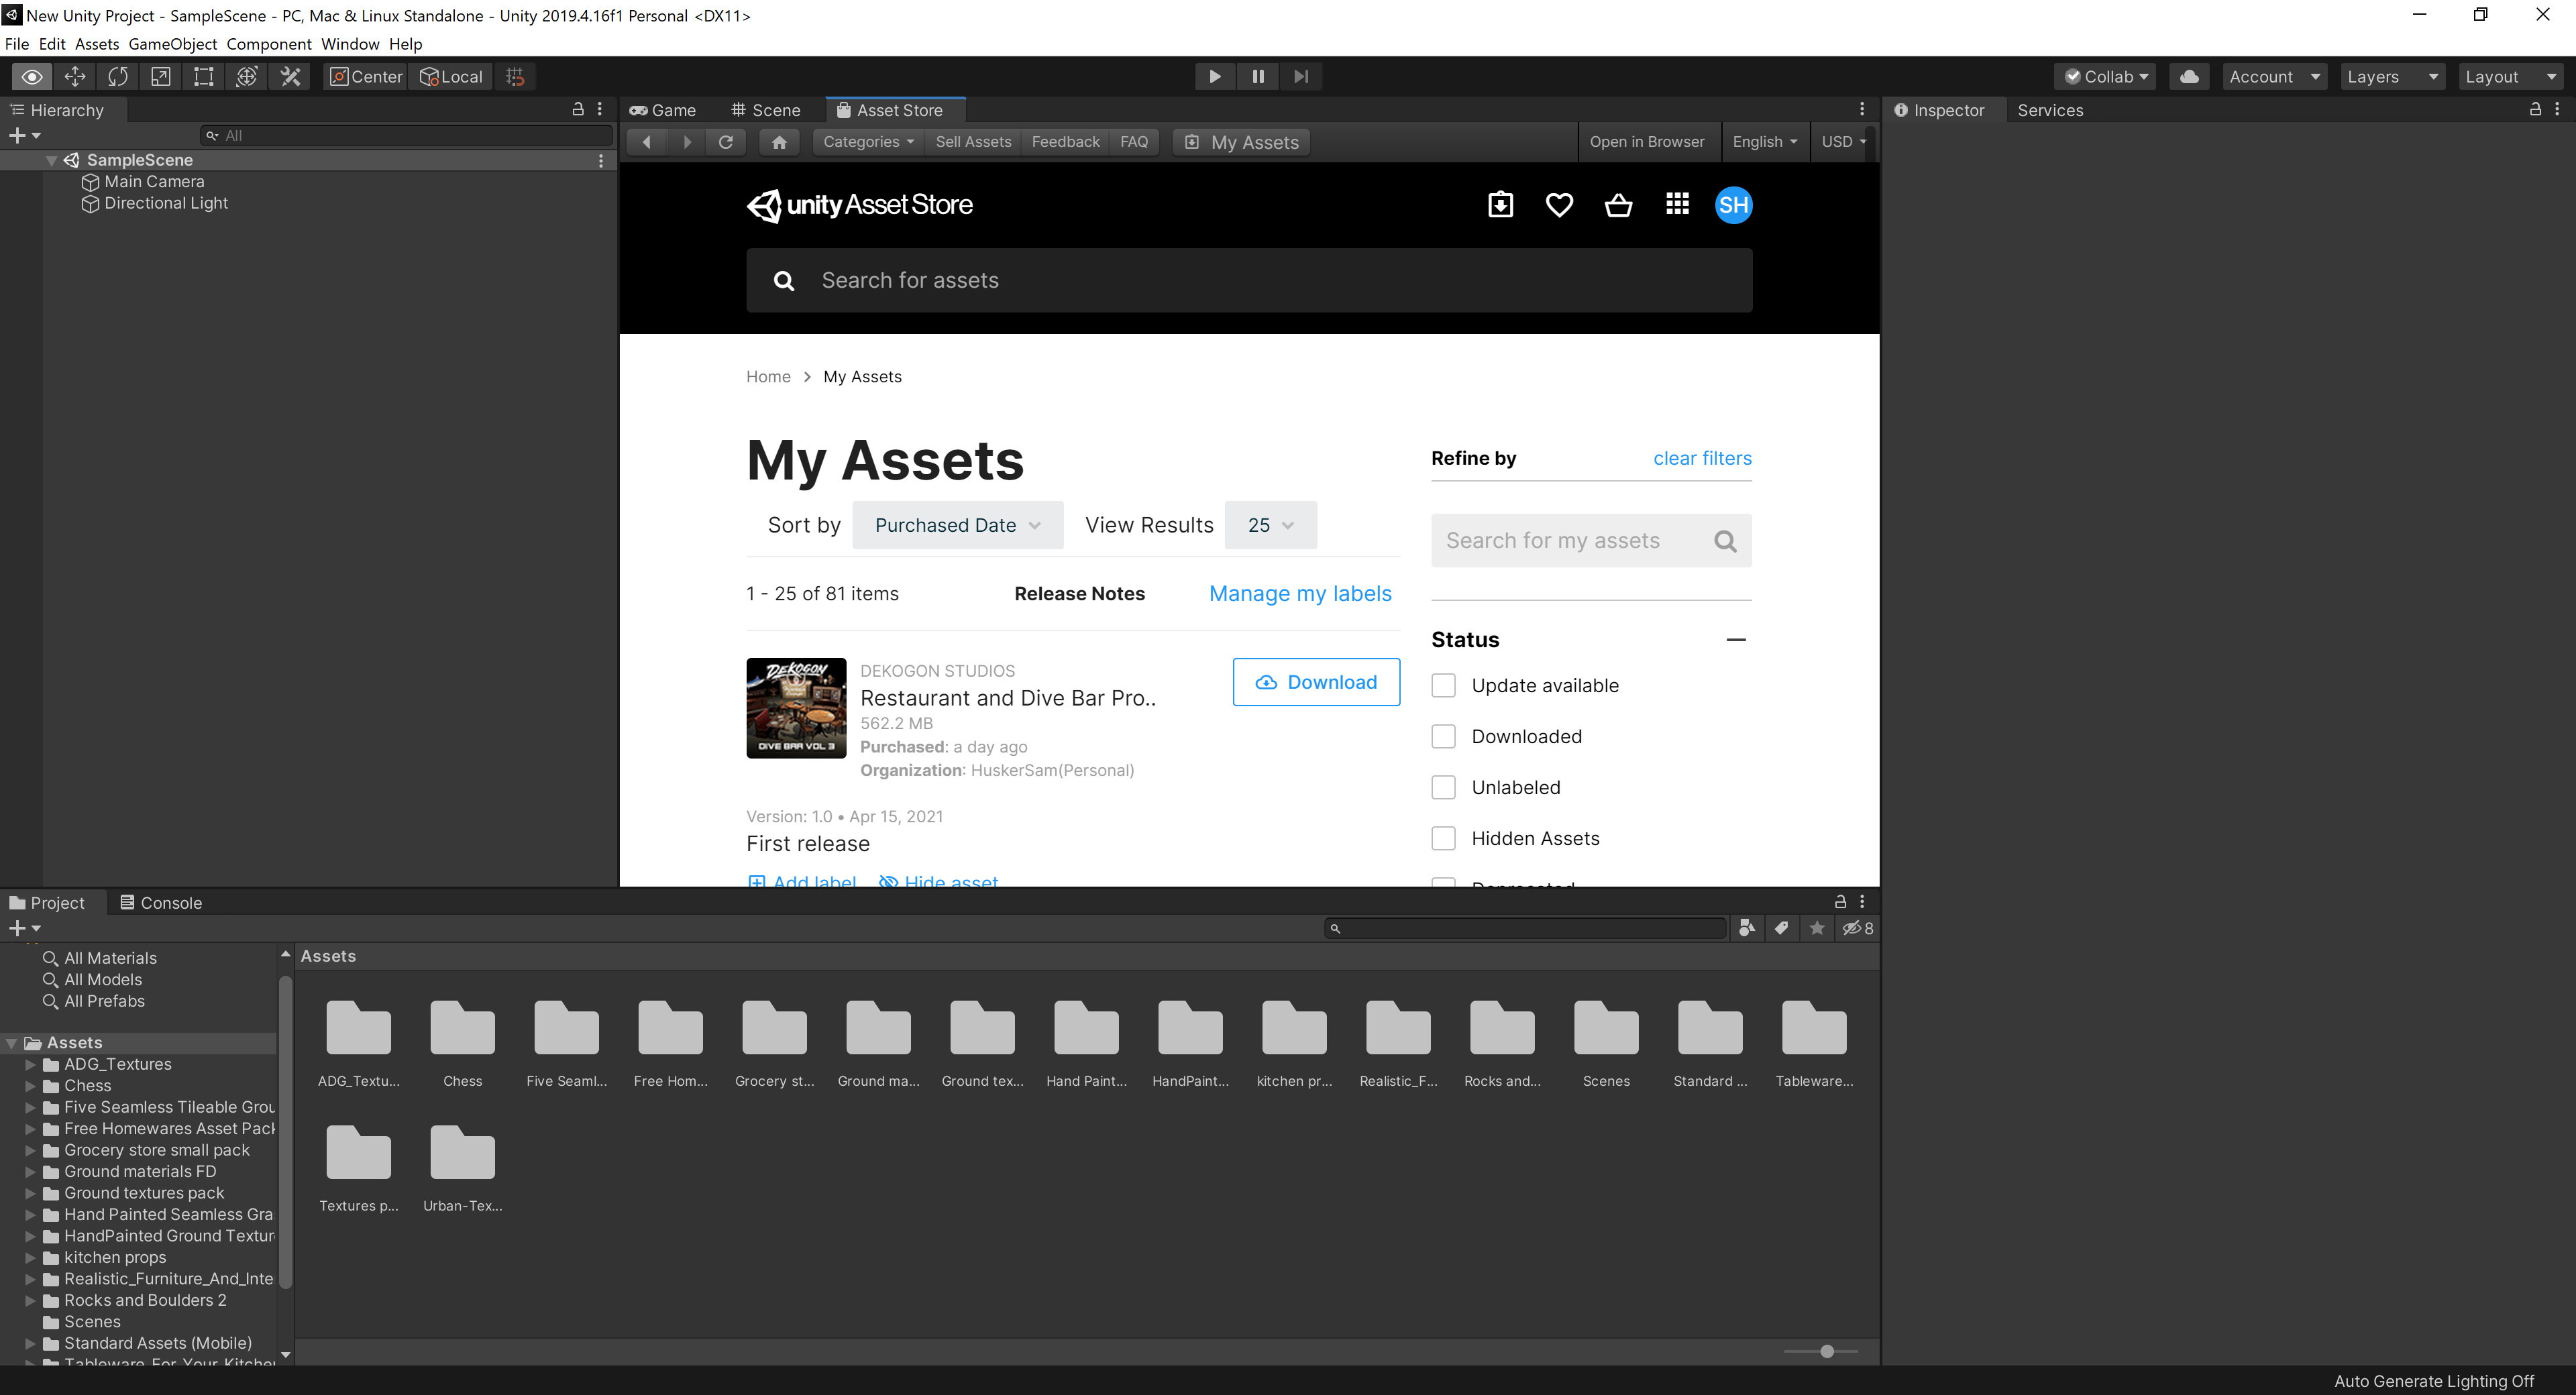 New Unity Project - SampleScene - PC, Mac & Linux Standalone - Unity 2019.4.16f1 Personal <DX11>
File Edit Assets GameObject Component Window Help
Center Local Collab Account Layers Layout
Hierarchy
All
SampleScene
Main Camera
Directional Light
Game Scene Asset Store
Categories Sell Assets Feedback FAQ My Assets Open in Browser English USD
unity Asset Store
SH
Search for assets
Home > My Assets
My Assets
Sort by Purchased Date View Results 25
1 - 25 of 81 items Release Notes Manage my labels
DEKOGON
DIVE BAR VOL 3
DEKOGON STUDIOS
Restaurant and Dive Bar Pro..
562.2 MB
Purchased: a day ago
Organization: HuskerSam(Personal)
Download
Version: 1.0 • Apr 15, 2021
First release
Add label Hide asset
Refine by clear filters
Search for my assets
Status
Update available
Downloaded
Unlabeled
Hidden Assets
Deprecated
Inspector Services
Project Console
8
All Materials
All Models
All Prefabs
Assets
ADG_Textures
Chess
Five Seamless Tileable Grou
Free Homewares Asset Pack
Grocery store small pack
Ground materials FD
Ground textures pack
Hand Painted Seamless Gra
HandPainted Ground Textur
kitchen props
Realistic_Furniture_And_Inte
Rocks and Boulders 2
Scenes
Standard Assets (Mobile)
Tableware_For_Your_Kitche
Assets
ADG_Textu... Chess Five Seaml... Free Hom... Grocery st... Ground ma... Ground tex... Hand Paint... HandPaint... kitchen pr... Realistic_F... Rocks and... Scenes Standard ... Tableware...
Textures p... Urban-Tex...
Auto Generate Lighting Off